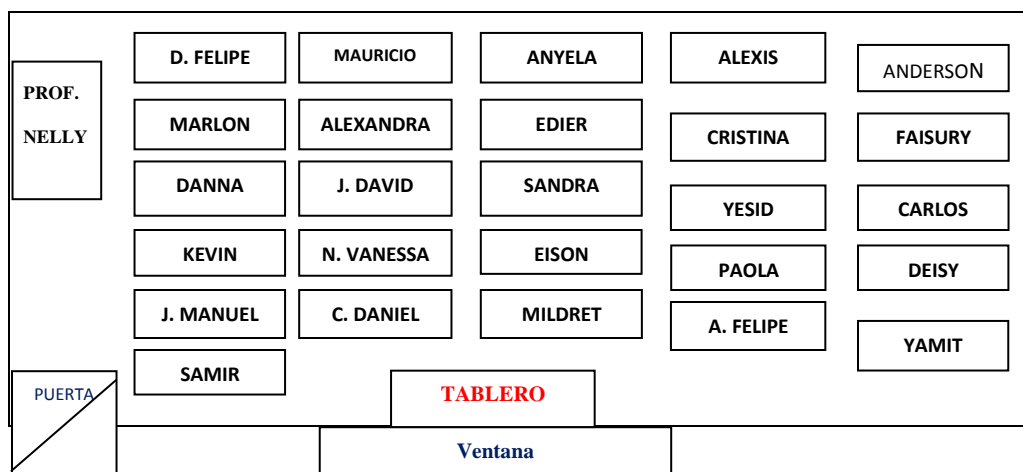 D. FELIPE
MAURICIO
ANYELA
ALEXIS
ANDERSON
PROF.
NELLY
MARLON
ALEXANDRA
EDIER
CRISTINA
FAISURY
DANNA
J. DAVID
SANDRA
YESID
CARLOS
KEVIN
N. VANESSA
EISON
PAOLA
DEISY
J. MANUEL
C. DANIEL
MILDRET
A. FELIPE
YAMIT
SAMIR
PUERTA
TABLERO
Ventana